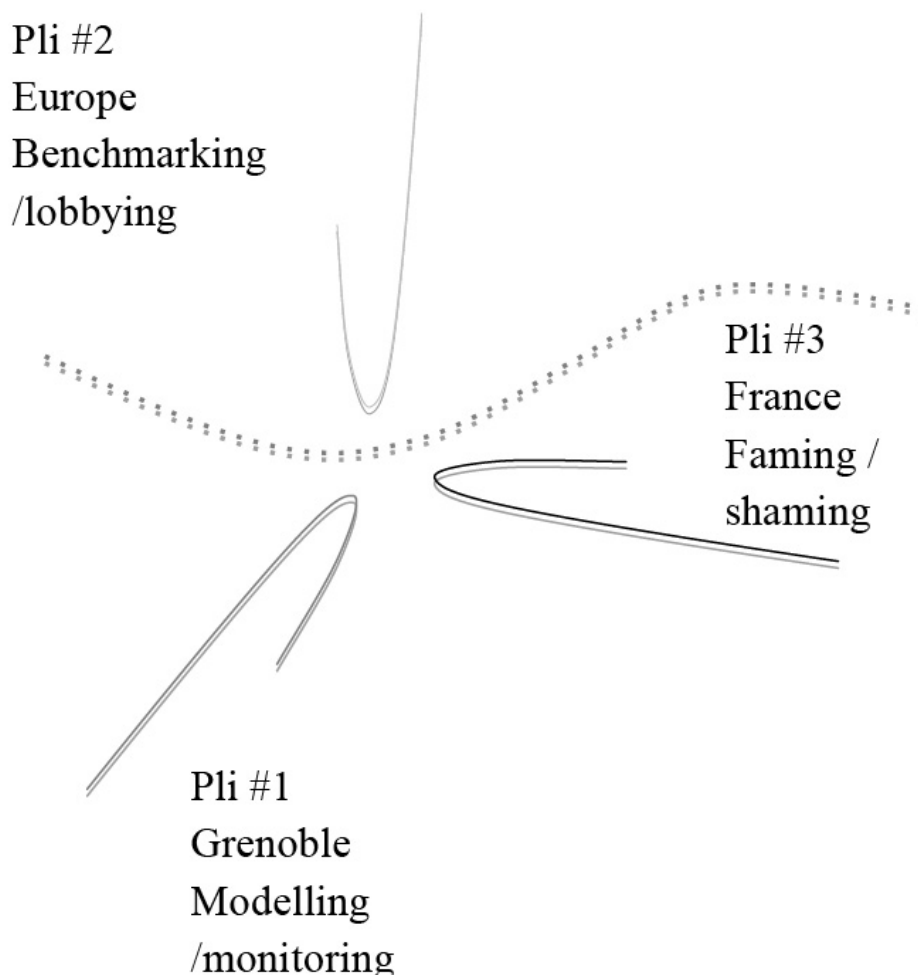 Pli #2
Europe
Benchmarking
/lobbying
Pli #3
France
Faming /
shaming
Pli #1
Grenoble
Modelling
/monitoring